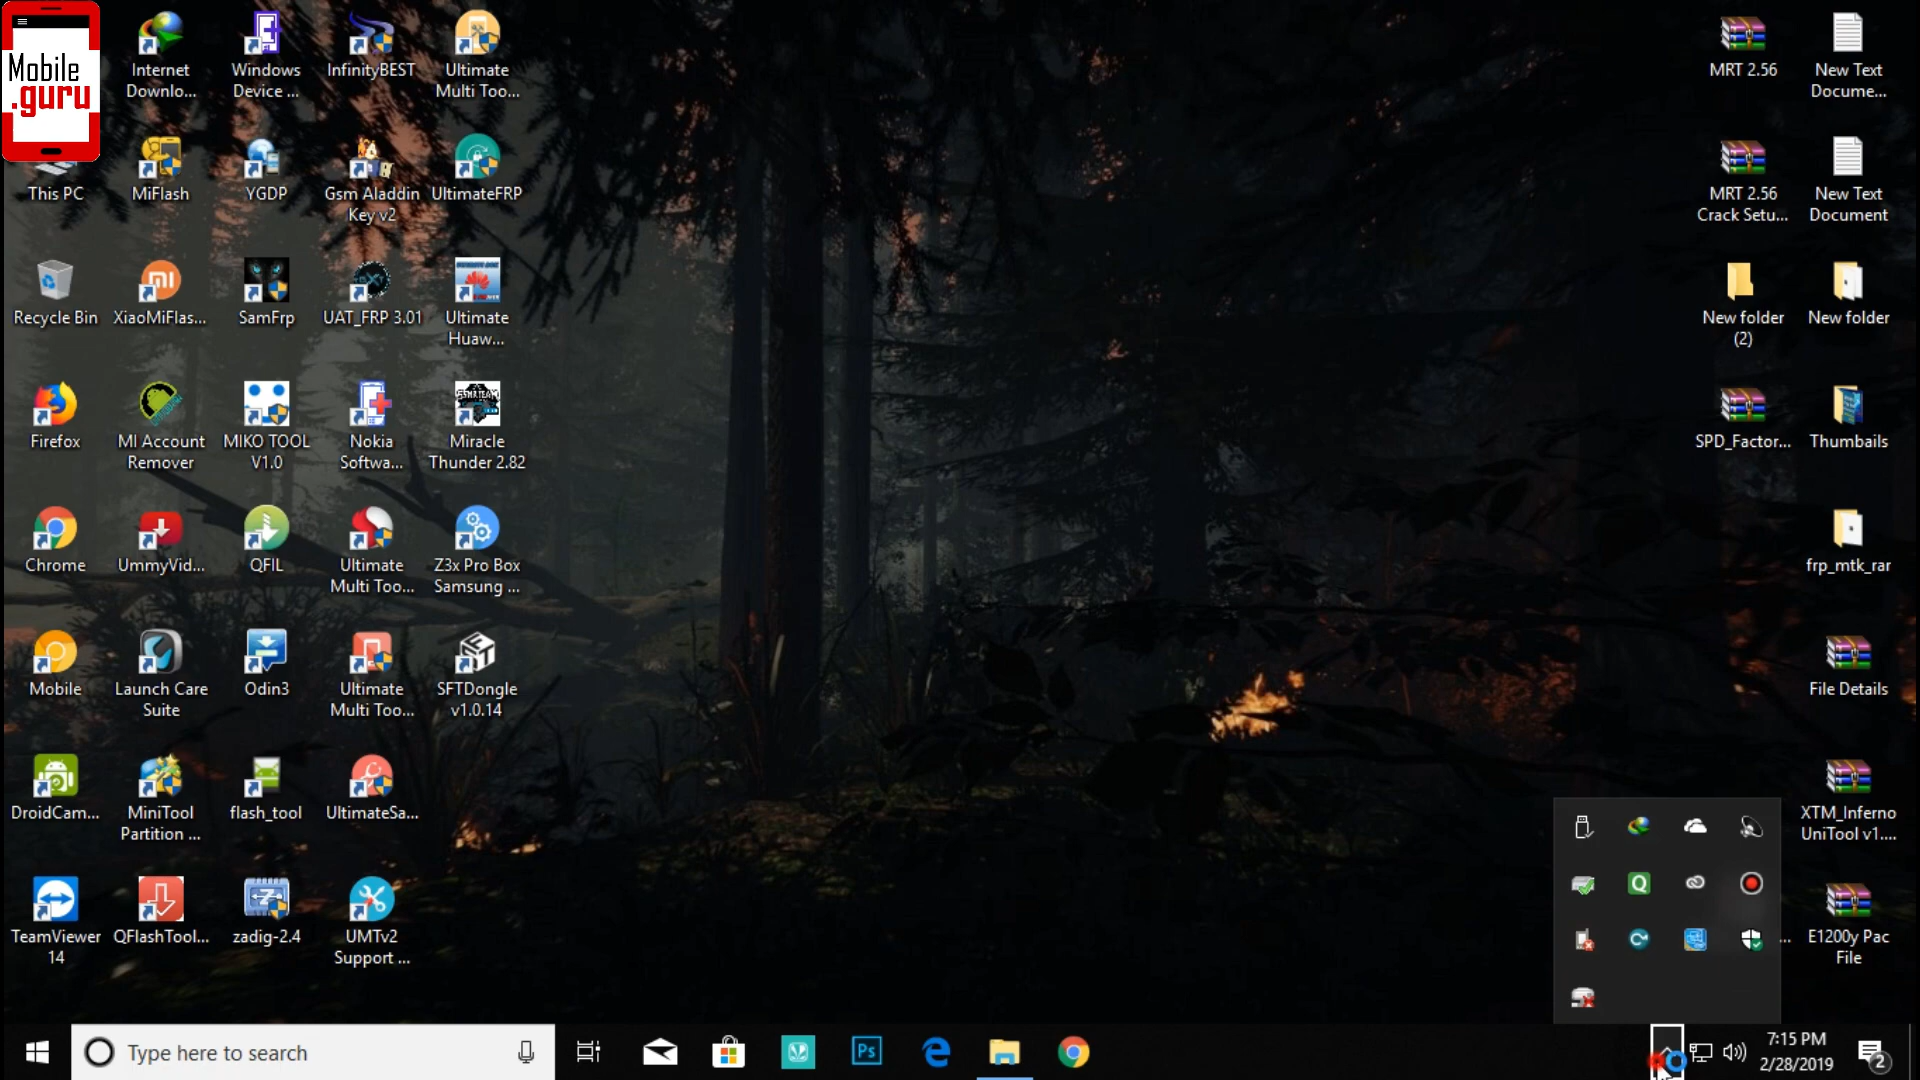 Mobile
.guru
Internet
Downlo...
Windows
Device ...
InfinityBEST
Ultimate
Multi Too...
This PC
MiFlash
YGDP
Gsm Aladdin
Key v2
UltimateFRP
Recycle Bin
XiaoMiFlas...
SamFrp
UAT_FRP 3.01
Ultimate
Huaw...
Firefox
MI Account
Remover
MIKO TOOL
V1.0
Nokia
Softwa...
Miracle
Thunder 2.82
Chrome
UmmyVid...
QFIL
Ultimate
Multi Too...
Z3x Pro Box
Samsung ...
Mobile
Launch Care
Suite
Odin3
Ultimate
Multi Too...
SFTDongle
v1.0.14
DroidCam...
MiniTool
Partition ...
flash_tool
UltimateSa...
TeamViewer
14
QFlashTool...
zadig-2.4
UMTv2
Support ...
MRT 2.56
New Text
Docume...
MRT 2.56
Crack Setu...
New Text
Document
New folder
(2)
New folder
SPD_Factor...
Thumbails
frp_mtk_rar
File Details
XTM_Inferno
UniTool v1....
...
E1200y Pac
File
Type here to search
Ps
7:15 PM
2/28/2019
2